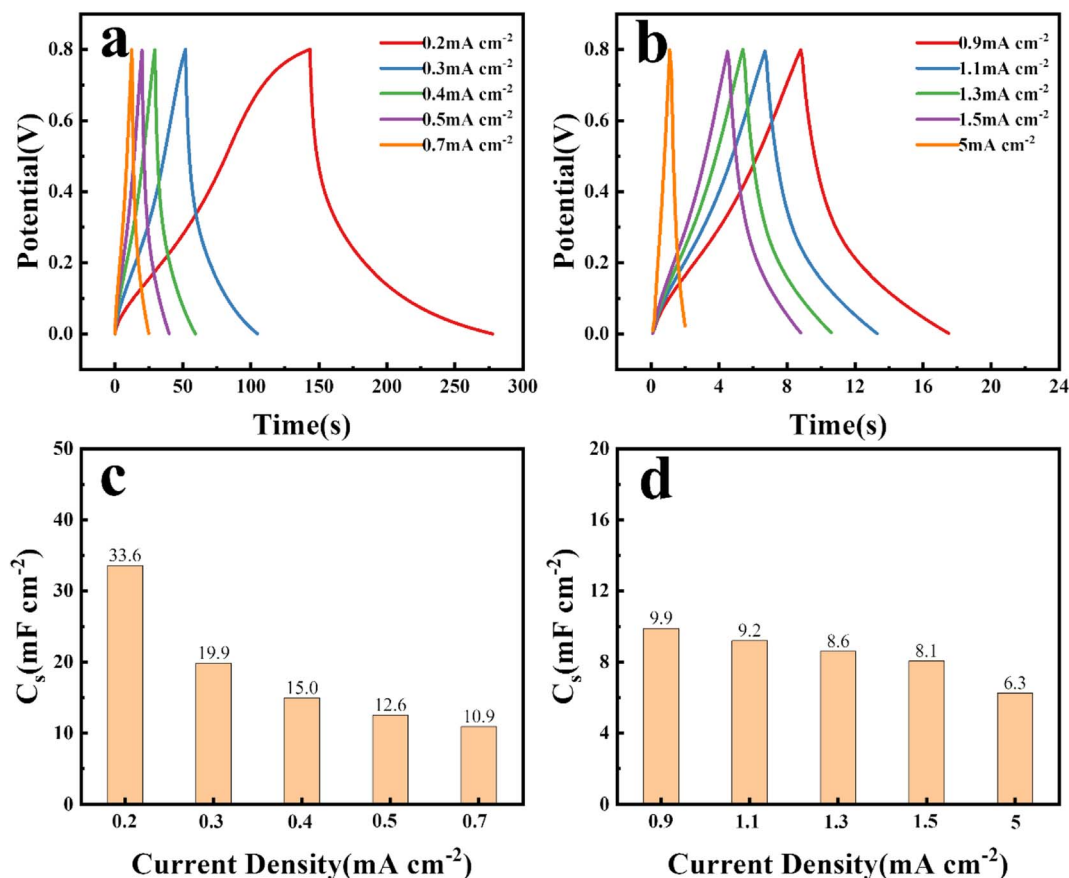 a
0.8
0.6
0.4
0.2
0.0
Potential(V)
0.2mA cm⁻²
0.3mA cm⁻²
0.4mA cm⁻²
0.5mA cm⁻²
0.7mA cm⁻²
0 50 100 150 200 250 300
Time(s)
b
0.8
0.6
0.4
0.2
0.0
Potential(V)
0.9mA cm⁻²
1.1mA cm⁻²
1.3mA cm⁻²
1.5mA cm⁻²
5mA cm⁻²
0 4 8 12 16 20 24
Time(s)
c
50
40
30
20
10
0
Cₛ(mF cm⁻²)
33.6
19.9
15.0
12.6
10.9
0.2 0.3 0.4 0.5 0.7
Current Density(mA cm⁻²)
d
20
16
12
8
4
0
Cₛ(mF cm⁻²)
9.9
9.2
8.6
8.1
6.3
0.9 1.1 1.3 1.5 5
Current Density(mA cm⁻²)